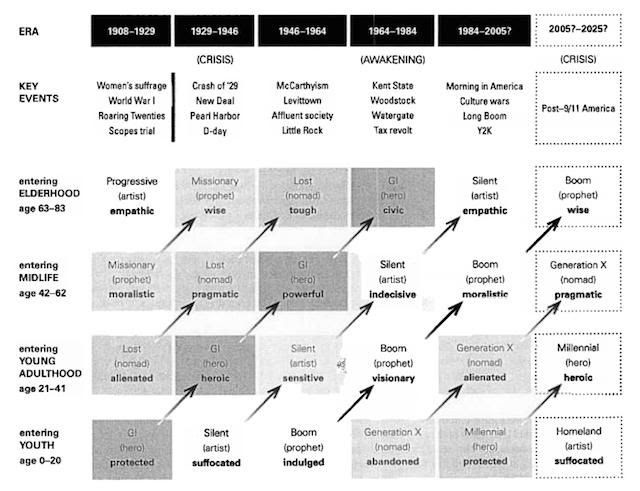 ERA 1908–1929 1929–1946 1946–1964 1964–1984 1984–2005? 2005?–2025?
(CRISIS) (AWAKENING) (CRISIS)
KEY EVENTS
Women's suffrage
World War I
Roaring Twenties
Scopes trial
Crash of '29
New Deal
Pearl Harbor
D-day
McCarthyism
Levittown
Affluent society
Little Rock
Kent State
Woodstock
Watergate
Tax revolt
Morning in America
Culture wars
Long Boom
Y2K
Post–9/11 America
entering
ELDERHOOD
age 63–83
Progressive
(artist)
empathic
Missionary
(prophet)
wise
Lost
(nomad)
tough
GI
(hero)
civic
Silent
(artist)
empathic
Boom
(prophet)
wise
entering
MIDLIFE
age 42–62
Missionary
(prophet)
moralistic
Lost
(nomad)
pragmatic
GI
(hero)
powerful
Silent
(artist)
indecisive
Boom
(prophet)
moralistic
Generation X
(nomad)
pragmatic
entering
YOUNG
ADULTHOOD
age 21–41
Lost
(nomad)
alienated
GI
(hero)
heroic
Silent
(artist)
sensitive
Boom
(prophet)
visionary
Generation X
(nomad)
alienated
Millennial
(hero)
heroic
entering
YOUTH
age 0–20
GI
(hero)
protected
Silent
(artist)
suffocated
Boom
(prophet)
indulged
Generation X
(nomad)
abandoned
Millennial
(hero)
protected
Homeland
(artist)
suffocated